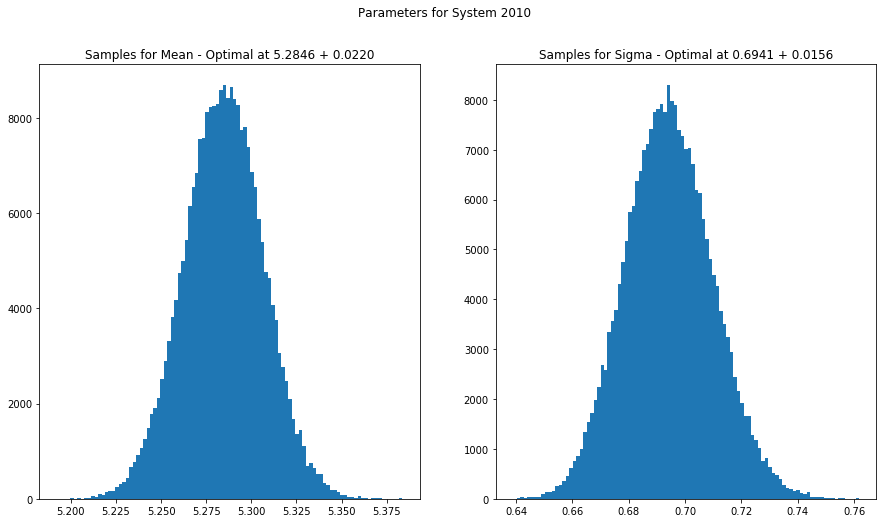 Parameters for System 2010
Samples for Mean - Optimal at 5.2846 + 0.0220
8000
6000
4000
2000
0
5.200 5.225 5.250 5.275 5.300 5.325 5.350 5.375
Samples for Sigma - Optimal at 0.6941 + 0.0156
8000
7000
6000
5000
4000
3000
2000
1000
0
0.64 0.66 0.68 0.70 0.72 0.74 0.76